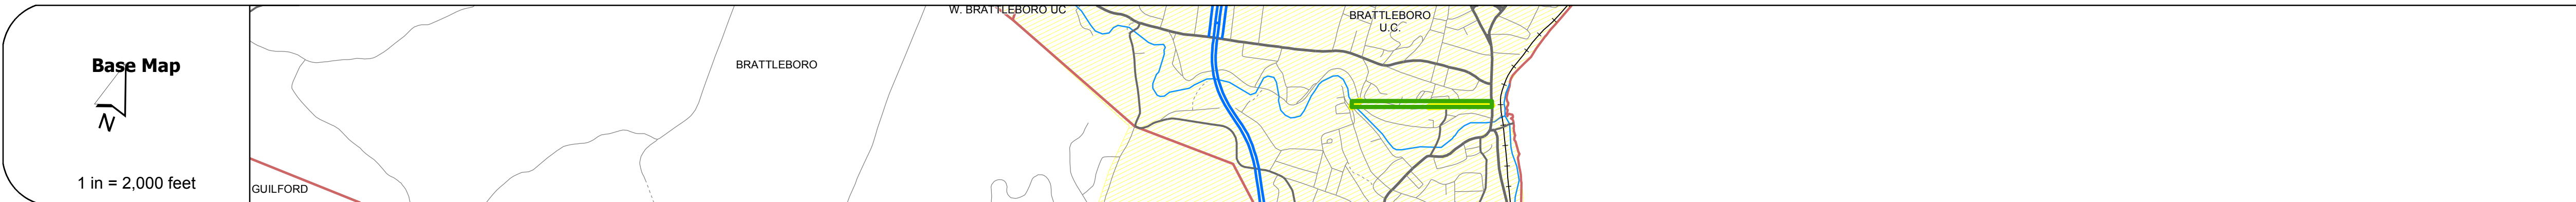 Base Map
N
1 in = 2,000 feet
GUILFORD
BRATTLEBORO
W. BRATTLEBORO UC
BRATTLEBORO
U.C.